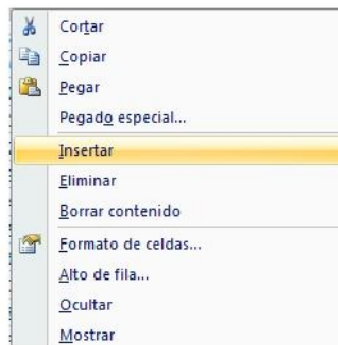 Cortar
Copiar
Pegar
Pegado especial...
Insertar
Eliminar
Borrar contenido
Formato de celdas...
Alto de fila...
Ocultar
Mostrar